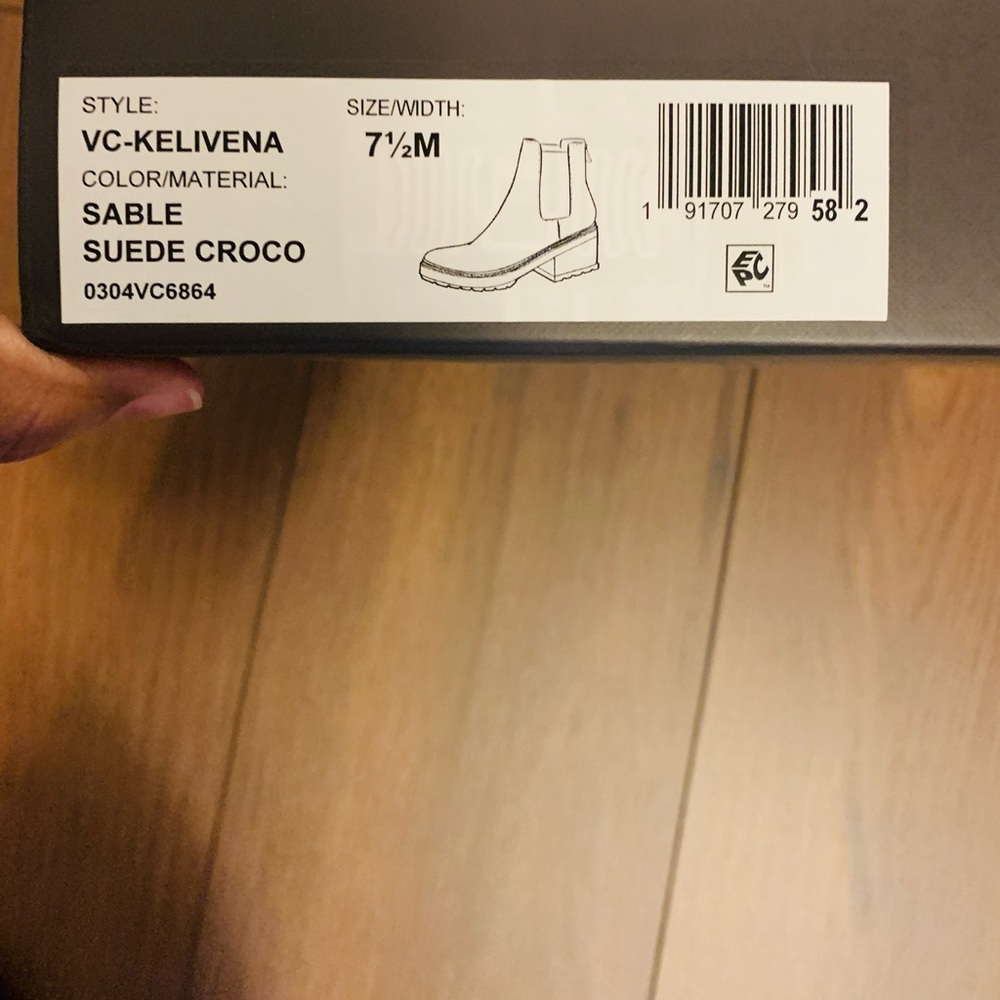 STYLE:
VC-KELIVENA
COLOR/MATERIAL:
SABLE
SUEDE CROCO
0304VC6864
SIZE/WIDTH:
7½M
1 91707 279 58 2
EPC
TM